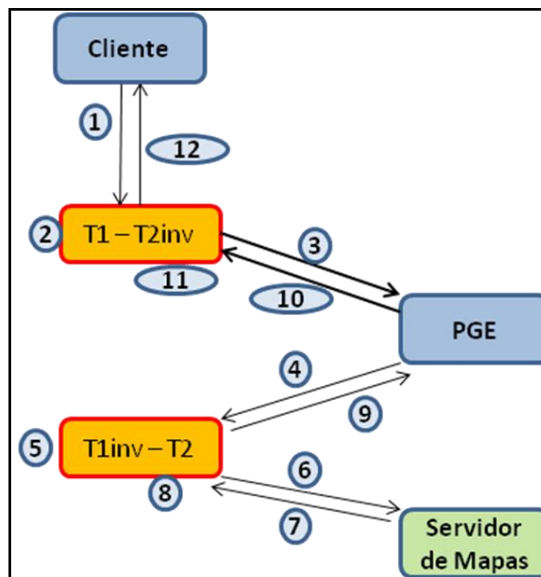 Cliente
1
12
2
T1 – T2inv
3
11
10
PGE
4
9
5
T1inv – T2
6
8
7
Servidor
de Mapas